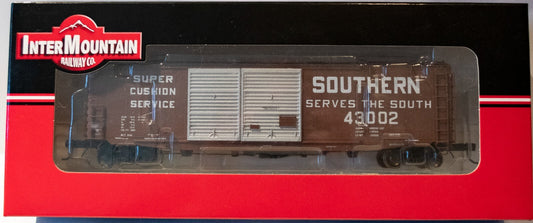 INTERMOUNTAIN
RAILWAY CO.
SUPER
CUSHION
SERVICE
SOUTHERN
SERVES THE SOUTH
43002